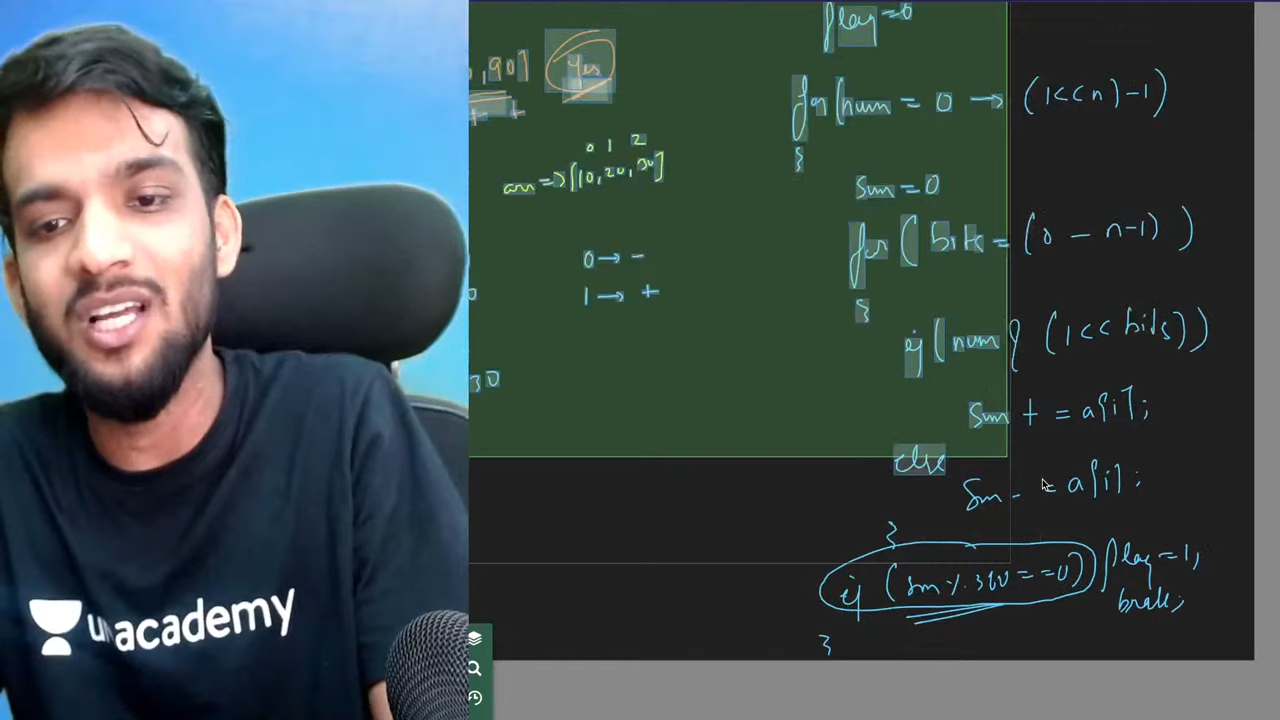 flag=0
,90]
Yes
for(num = 0 → (1<<n)-1)
{
0 1 2
arr => [10,20,30]
sum = 0
for ( bits = (0 - n-1) )
{
0 → -
1 → +
if (num & (1<< bits))
30
sum + = a[i];
else
sum - = a[i];
}
if (sum % 360 == 0) flag = 1,
break;
}
unacademy